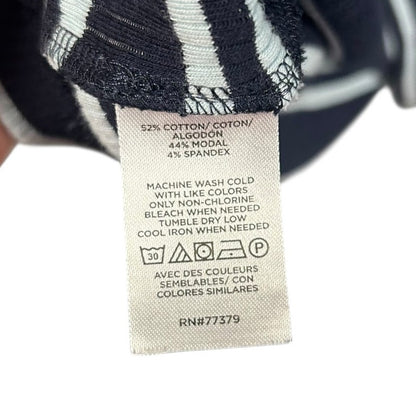 52% COTTON/ COTON/
ALGODÓN
44% MODAL
4% SPANDEX
MACHINE WASH COLD
WITH LIKE COLORS
ONLY NON-CHLORINE
BLEACH WHEN NEEDED
TUMBLE DRY LOW
COOL IRON WHEN NEEDED
30 P
AVEC DES COULEURS
SEMBLABLES/ CON
COLORES SIMILARES
RN#77379